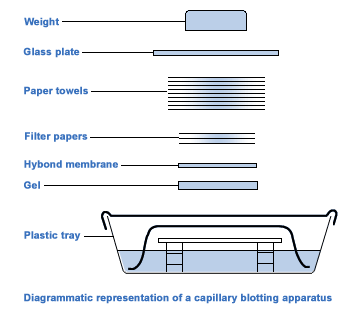 Weight
Glass plate
Paper towels
Filter papers
Hybond membrane
Gel
Plastic tray
Diagrammatic representation of a capillary blotting apparatus